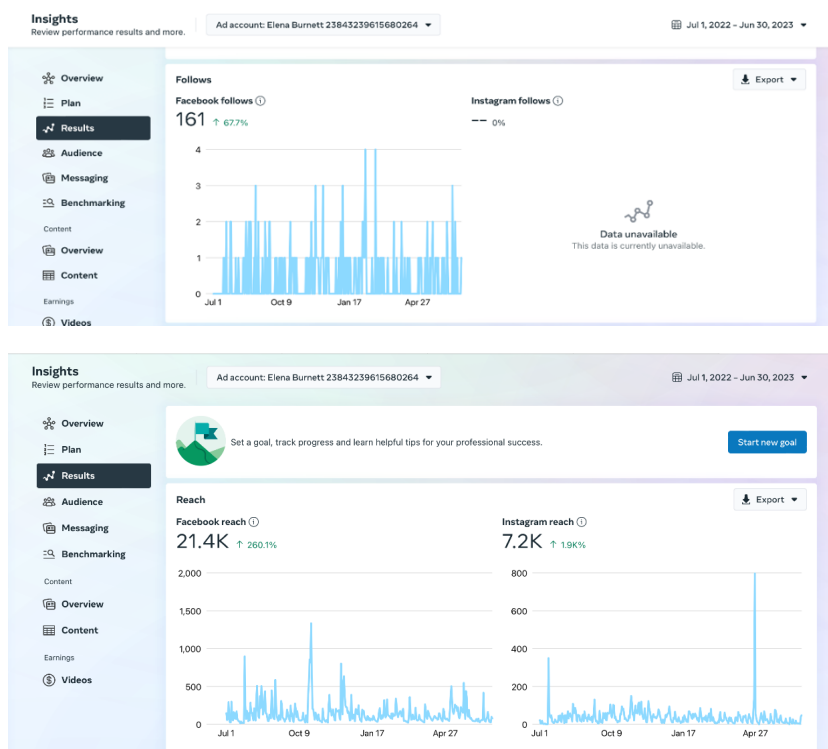 Insights
Review performance results and more.
Ad account: Elena Burnett 23843239615680264
Jul 1, 2022 – Jun 30, 2023
Overview
Plan
Results
Audience
Messaging
Benchmarking
Content
Overview
Content
Earnings
Videos
Follows
Export
Facebook follows
161 ↑ 67.7%
4
3
2
1
0
Jul 1 Oct 9 Jan 17 Apr 27
Instagram follows
-- 0%
Data unavailable
This data is currently unavailable.
Insights
Review performance results and more.
Ad account: Elena Burnett 23843239615680264
Jul 1, 2022 – Jun 30, 2023
Overview
Plan
Results
Audience
Messaging
Benchmarking
Content
Overview
Content
Earnings
Videos
Set a goal, track progress and learn helpful tips for your professional success.
Start new goal
Reach
Export
Facebook reach
21.4K ↑ 260.1%
2,000
1,500
1,000
500
0
Jul 1 Oct 9 Jan 17 Apr 27
Instagram reach
7.2K ↑ 1.9K%
800
600
400
200
0
Jul 1 Oct 9 Jan 17 Apr 27